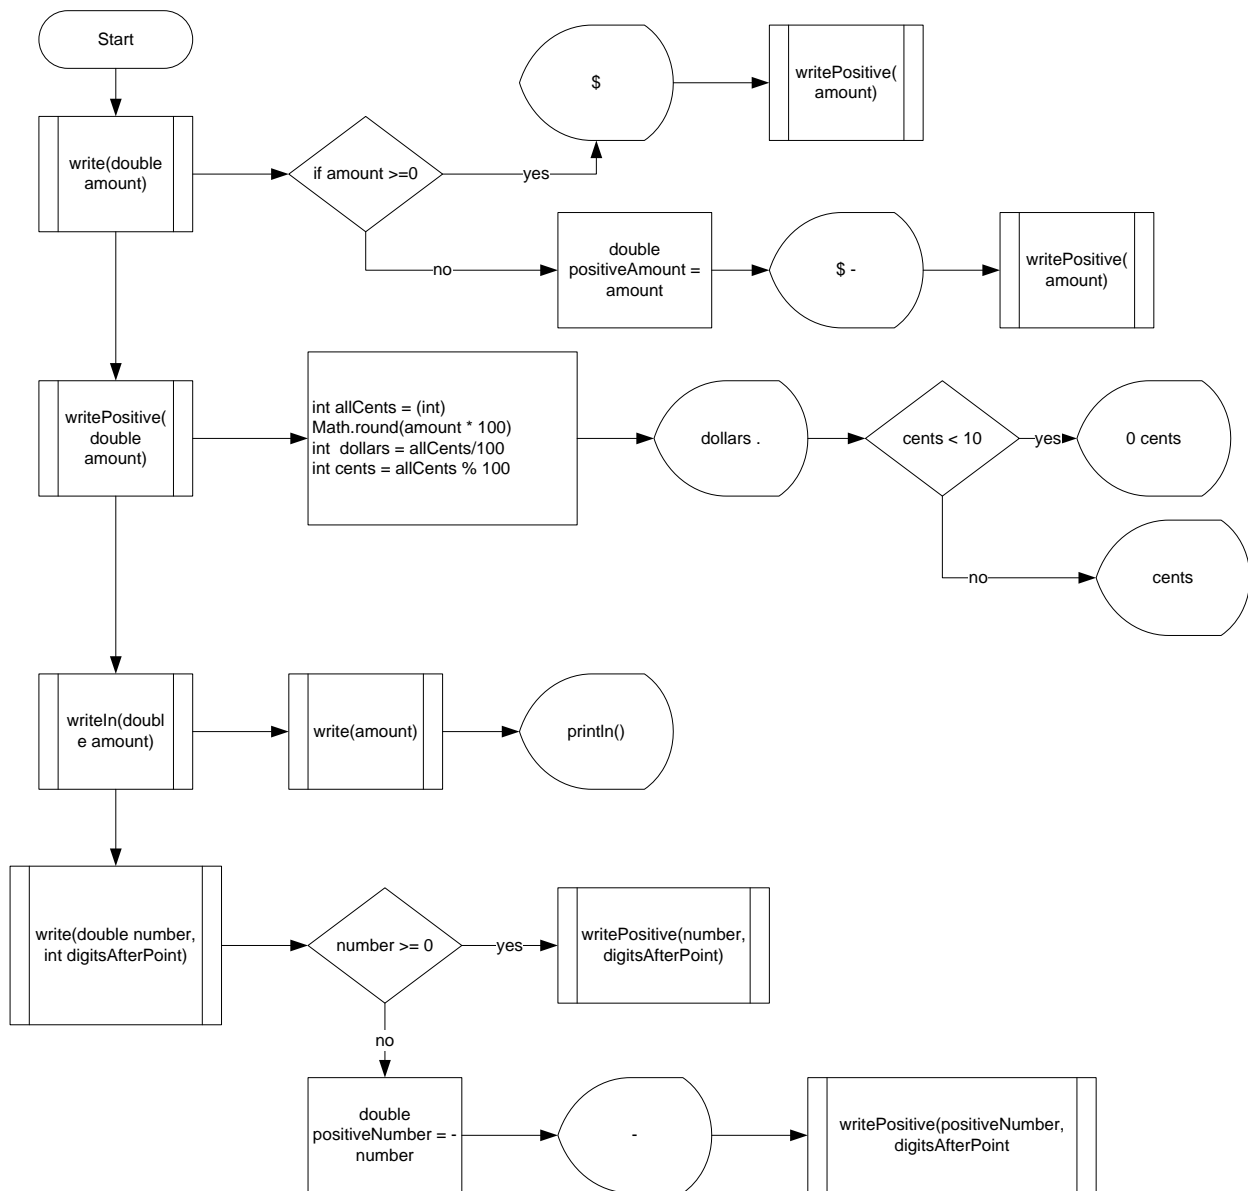 Start
$
writePositive(
amount)
write(double
amount)
if amount >=0
yes
no
double
positiveAmount =
amount
$ -
writePositive(
amount)
writePositive(
double
amount)
int allCents = (int)
Math.round(amount * 100)
int  dollars = allCents/100
int cents = allCents % 100
dollars .
cents < 10
yes
0 cents
no
cents
writeln(doubl
e amount)
write(amount)
println()
write(double number,
int digitsAfterPoint)
number >= 0
yes
writePositive(number,
digitsAfterPoint)
no
double
positiveNumber = -
number
-
writePositive(positiveNumber,
digitsAfterPoint